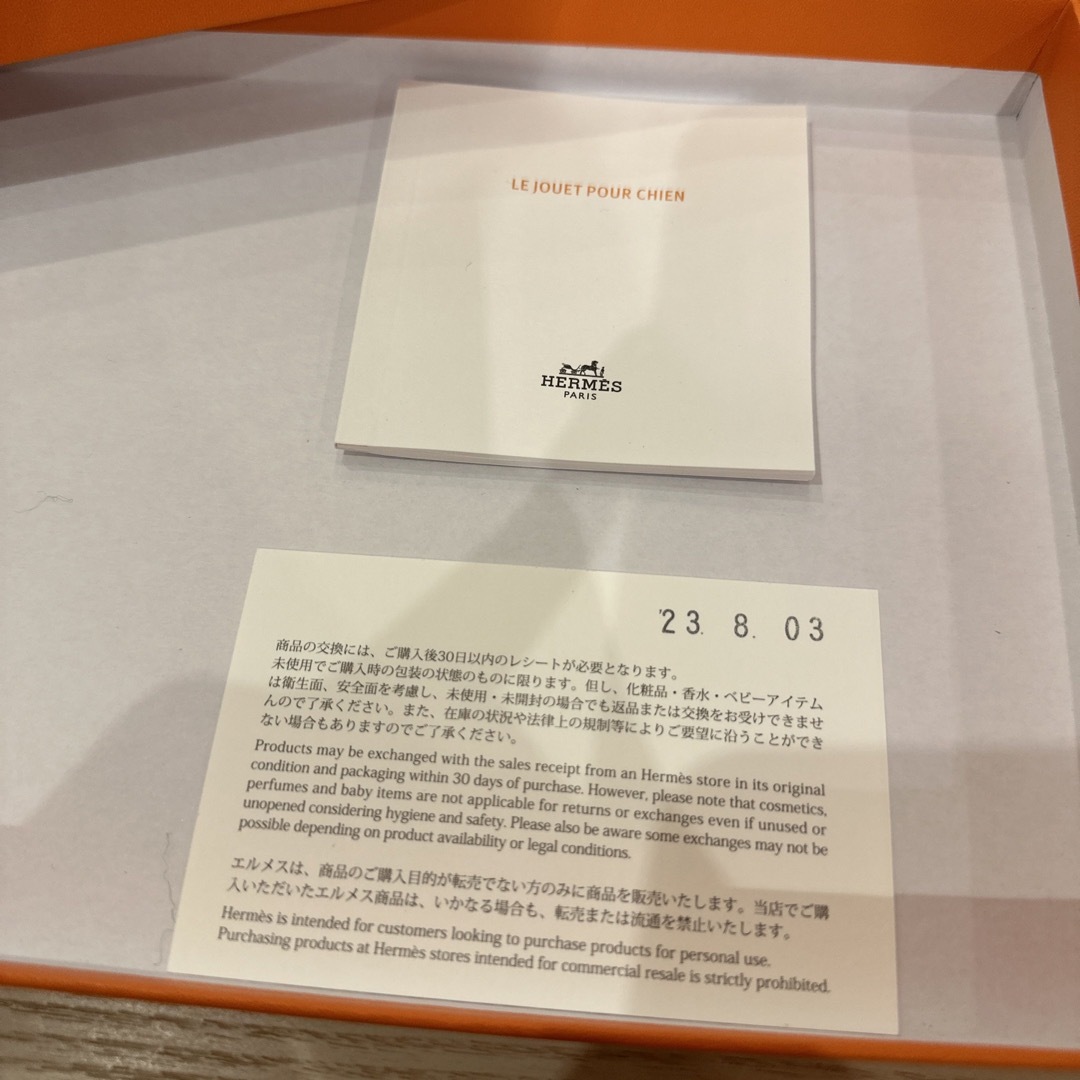 LE JOUET POUR CHIEN
HERMÈS
PARIS
'23. 8. 03
商品の交換には、ご購入後30日以内のレシートが必要となります。
未使用でご購入時の包装の状態のものに限ります。但し、化粧品・香水・ベビーアイテム
は衛生面、安全面を考慮し、未使用・未開封の場合でも返品または交換をお受けできませ
んので了承ください。また、在庫の状況や法律上の規制等によりご要望に沿うことができ
ない場合もありますのでご了承ください。
Products may be exchanged with the sales receipt from an Hermès store in its original
condition and packaging within 30 days of purchase. However, please note that cosmetics,
perfumes and baby items are not applicable for returns or exchanges even if unused or
unopened considering hygiene and safety. Please also be aware some exchanges may not be
possible depending on product availability or legal conditions.
エルメスは、商品のご購入目的が転売でない方のみに商品を販売いたします。当店でご購
入いただいたエルメス商品は、いかなる場合も、転売または流通を禁止いたします。
Hermès is intended for customers looking to purchase products for personal use.
Purchasing products at Hermès stores intended for commercial resale is strictly prohibited.